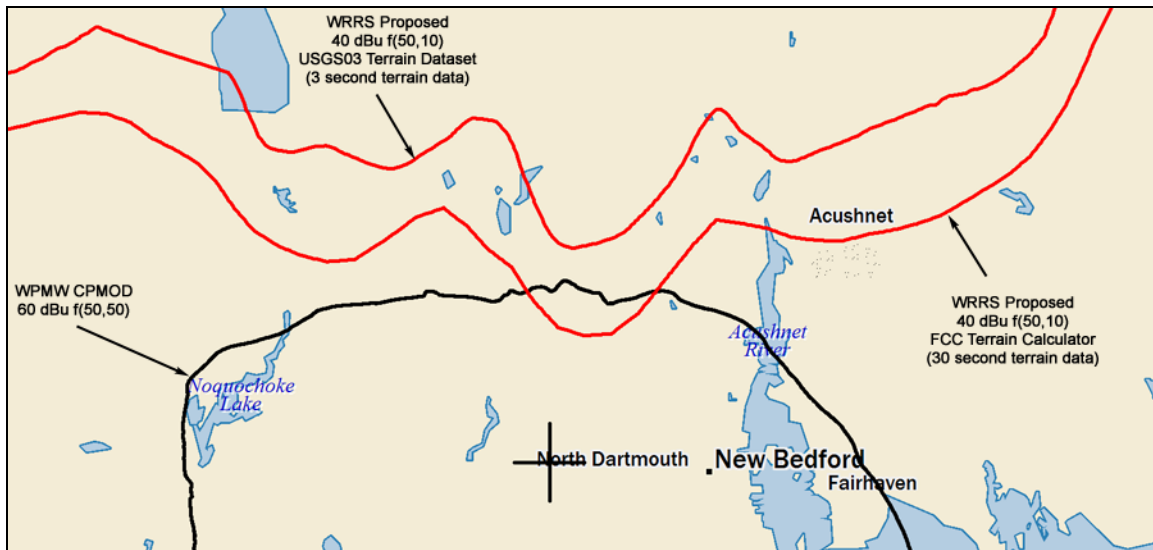 WRRS Proposed
40 dBu f(50,10)
USGS03 Terrain Dataset
(3 second terrain data)
Acushnet
WPMW CPMOD
60 dBu f(50,50)
WRRS Proposed
40 dBu f(50,10)
FCC Terrain Calculator
(30 second terrain data)
Acushnet
River
Noquochoke
Lake
North Dartmouth
New Bedford
Fairhaven